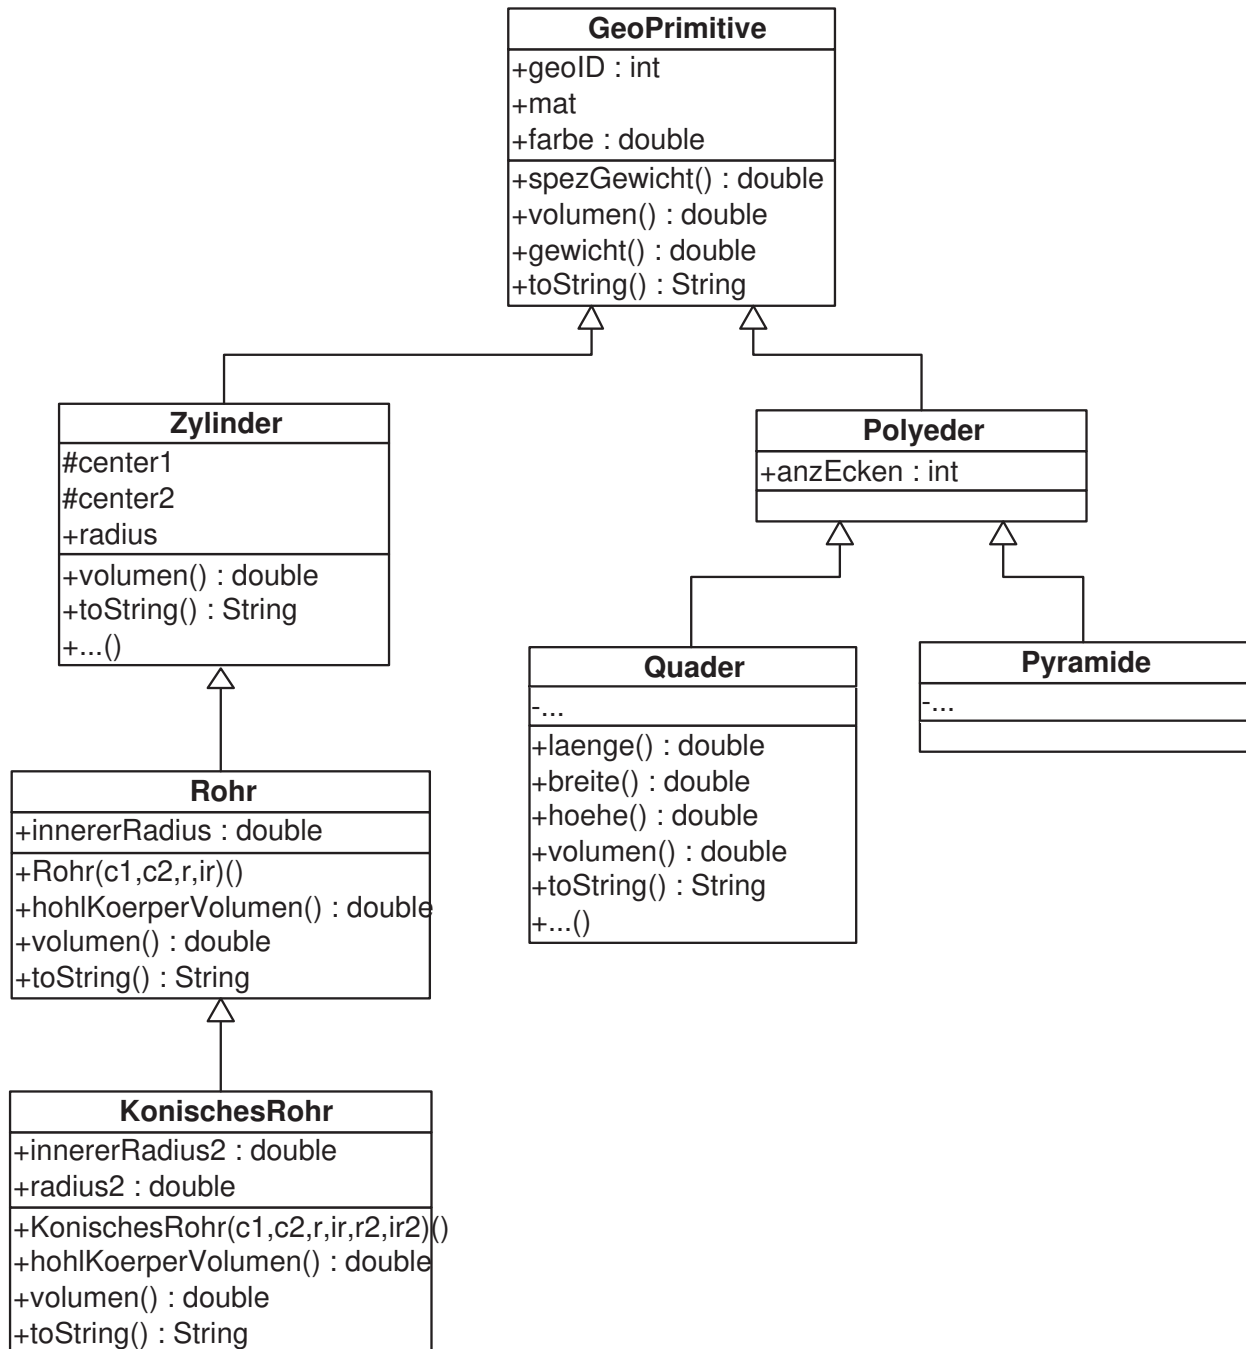 GeoPrimitive
+geoID : int
+mat
+farbe : double
+spezGewicht() : double
+volumen() : double
+gewicht() : double
+toString() : String
Zylinder
#center1
#center2
+radius
+volumen() : double
+toString() : String
+...()
Polyeder
+anzEcken : int
Quader
-...
+laenge() : double
+breite() : double
+hoehe() : double
+volumen() : double
+toString() : String
+...()
Pyramide
-...
Rohr
+innererRadius : double
+Rohr(c1,c2,r,ir)()
+hohlKoerperVolumen() : double
+volumen() : double
+toString() : String
KonischesRohr
+innererRadius2 : double
+radius2 : double
+KonischesRohr(c1,c2,r,ir,r2,ir2)()
+hohlKoerperVolumen() : double
+volumen() : double
+toString() : String